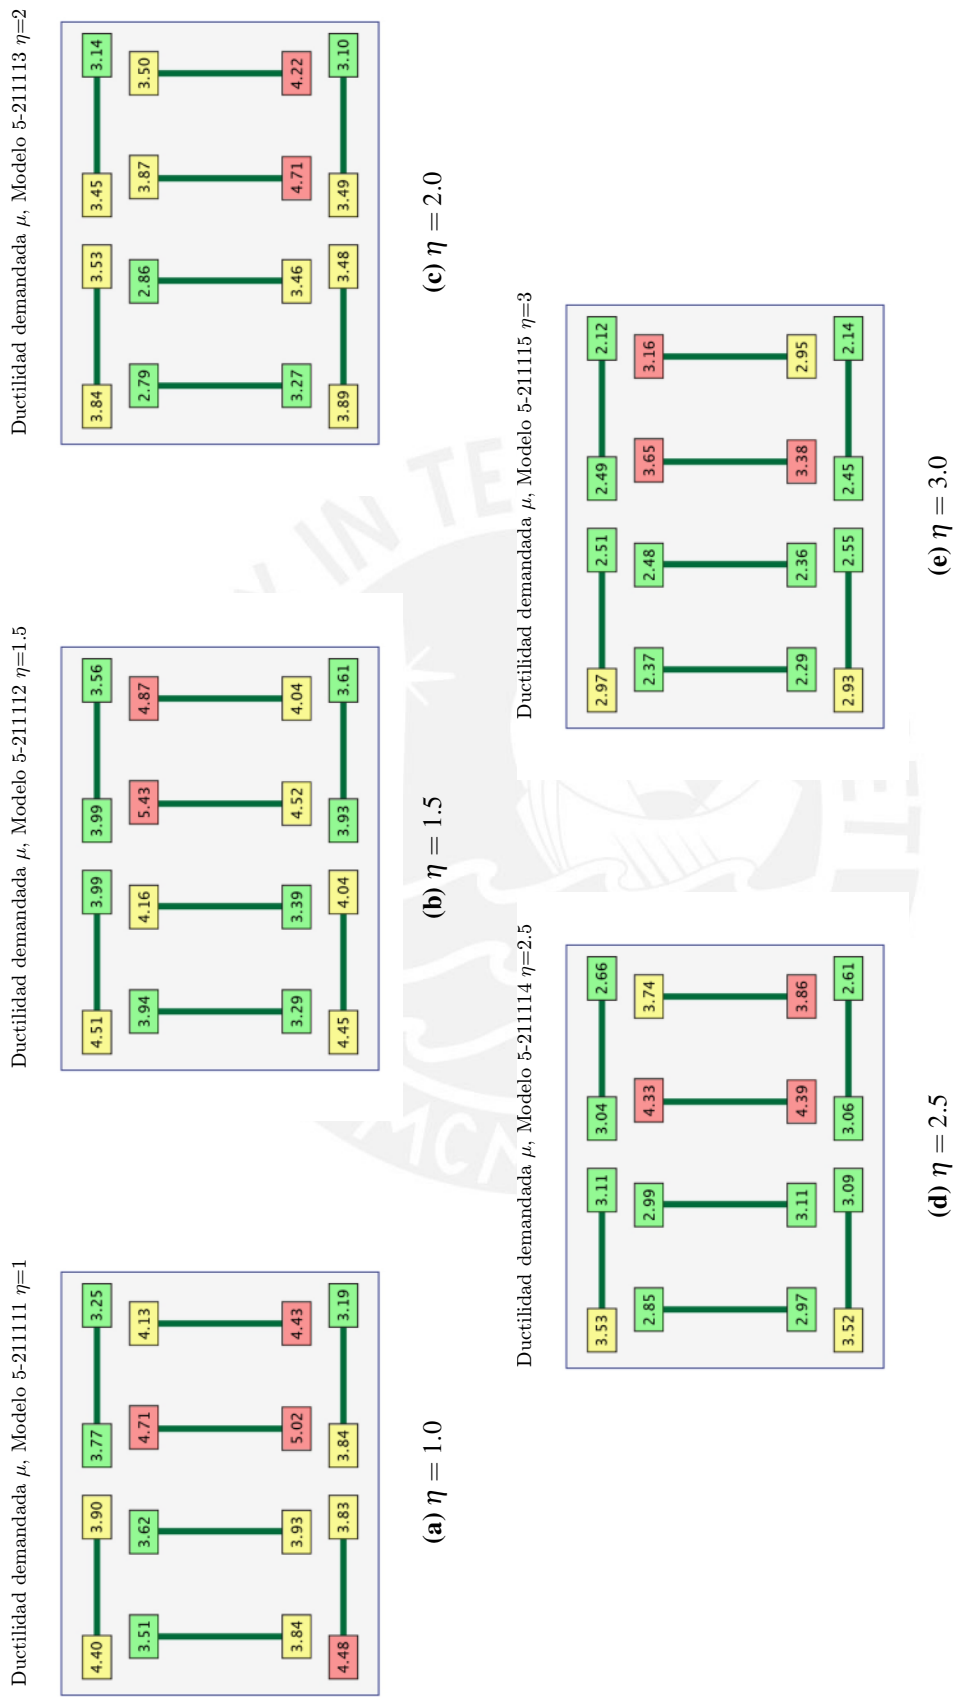 Ductilidad demandada μ, Modelo 5-211111 η=1
4.40 3.90 3.77 3.25
3.51 3.62 4.71 4.13
3.84 3.93 5.02 4.43
4.48 3.83 3.84 3.19
(a) η = 1.0
Ductilidad demandada μ, Modelo 5-211112 η=1.5
4.51 3.99 3.99 3.56
3.94 4.16 5.43 4.87
3.29 3.39 4.52 4.04
4.45 4.04 3.93 3.61
(b) η = 1.5
Ductilidad demandada μ, Modelo 5-211113 η=2
3.84 3.53 3.45 3.14
2.79 2.86 3.87 3.50
3.27 3.46 4.71 4.22
3.89 3.48 3.49 3.10
(c) η = 2.0
Ductilidad demandada μ, Modelo 5-211114 η=2.5
3.53 3.11 3.04 2.66
2.85 2.99 4.33 3.74
2.97 3.11 4.39 3.86
3.52 3.09 3.06 2.61
(d) η = 2.5
Ductilidad demandada μ, Modelo 5-211115 η=3
2.97 2.51 2.49 2.12
2.37 2.48 3.65 3.16
2.29 2.36 3.38 2.95
2.93 2.55 2.45 2.14
(e) η = 3.0